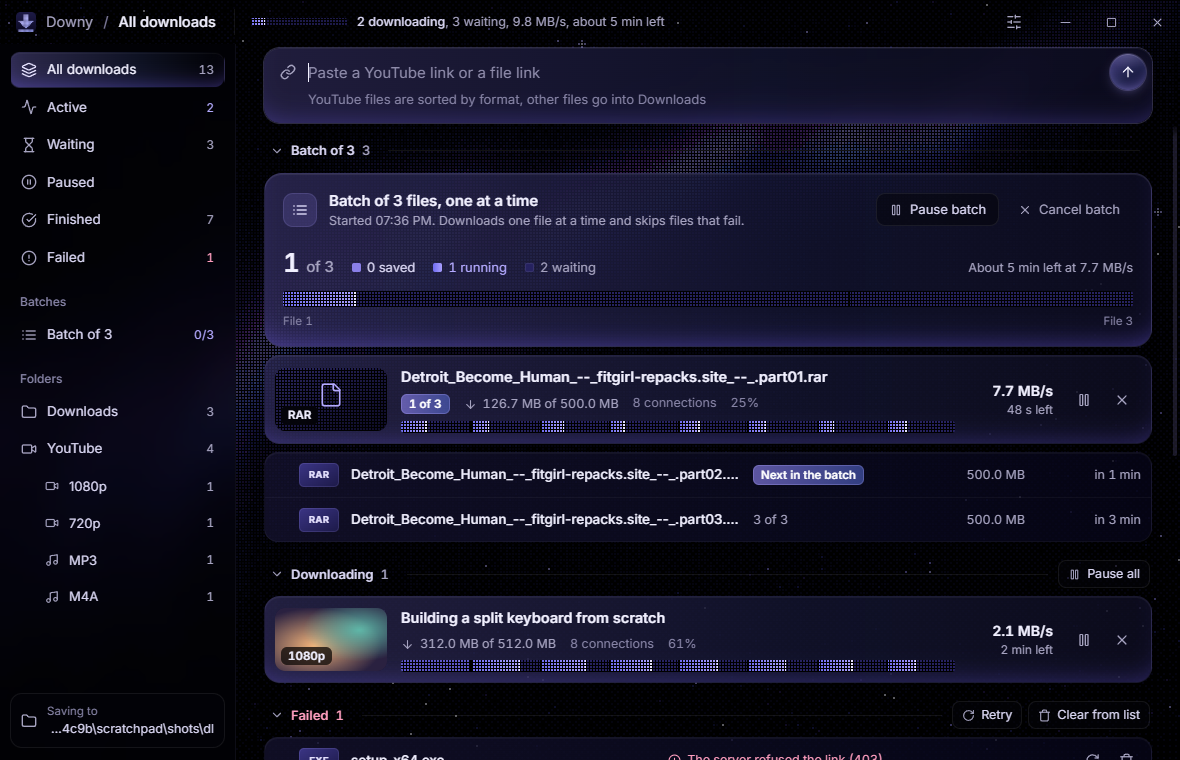 Downy / All downloads
2 downloading, 3 waiting, 9.8 MB/s, about 5 min left
All downloads 13
Active 2
Waiting 3
Paused
Finished 7
Failed 1
Batches
Batch of 3 0/3
Folders
Downloads 3
YouTube 4
1080p 1
720p 1
MP3 1
M4A 1
Saving to
...4c9b\scratchpad\shots\dl
Paste a YouTube link or a file link
YouTube files are sorted by format, other files go into Downloads
Batch of 3 3
Batch of 3 files, one at a time
Started 07:36 PM. Downloads one file at a time and skips files that fail.
Pause batch
Cancel batch
1 of 3 0 saved 1 running 2 waiting
About 5 min left at 7.7 MB/s
File 1
File 3
RAR
Detroit_Become_Human_--_fitgirl-repacks.site_--_.part01.rar
1 of 3 126.7 MB of 500.0 MB 8 connections 25%
7.7 MB/s
48 s left
RAR Detroit_Become_Human_--_fitgirl-repacks.site_--_.part02.... Next in the batch 500.0 MB in 1 min
RAR Detroit_Become_Human_--_fitgirl-repacks.site_--_.part03.... 3 of 3 500.0 MB in 3 min
Downloading 1
Pause all
1080p
Building a split keyboard from scratch
312.0 MB of 512.0 MB 8 connections 61%
2.1 MB/s
2 min left
Failed 1
Retry
Clear from list
EXE setup_x64.exe The server refused the link (403)